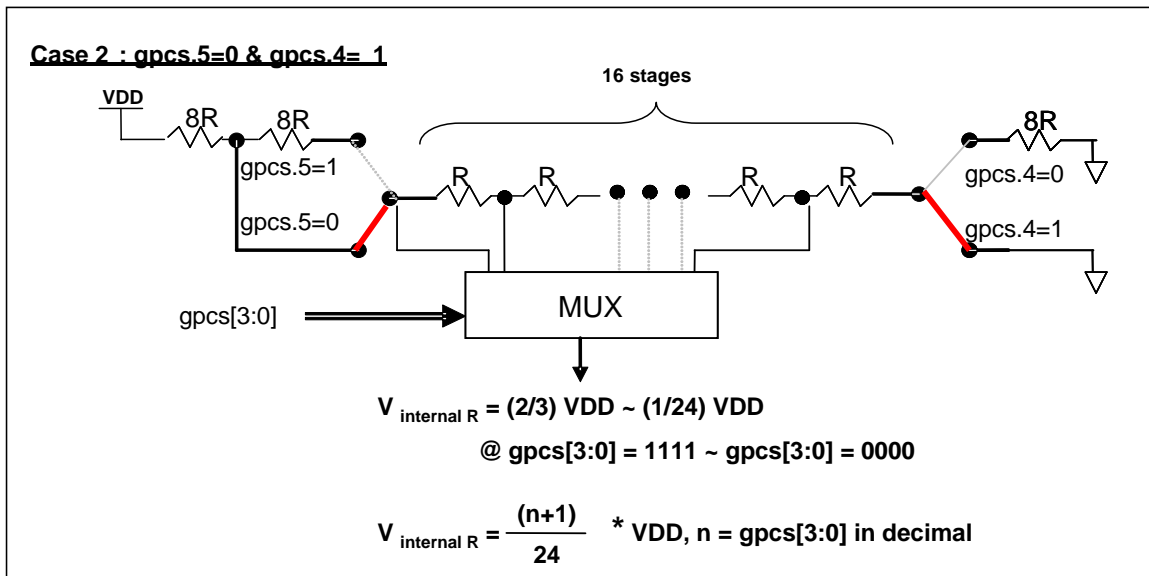 Case 2 : gpcs.5=0 & gpcs.4= 1
16 stages
VDD
8R
8R
8R
gpcs.5=1
R
R
R
R
gpcs.4=0
gpcs.5=0
gpcs.4=1
gpcs[3:0]
MUX
V internal R = (2/3) VDD ~ (1/24) VDD
@ gpcs[3:0] = 1111 ~ gpcs[3:0] = 0000
V internal R = (n+1) / 24 * VDD, n = gpcs[3:0] in decimal